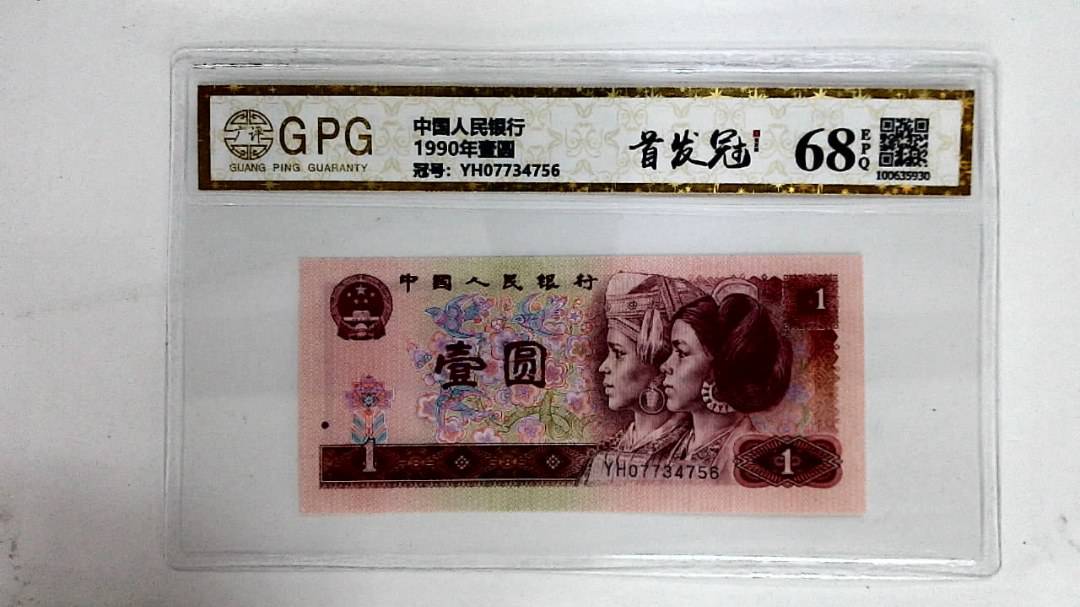 广评
GPG
GUANG PING GUARANTY
中国人民银行
1990年壹圆
冠号：YH07734756
首发冠
68
EPQ
100635930
中国人民银行
1
壹圆
1
YH07734756
1